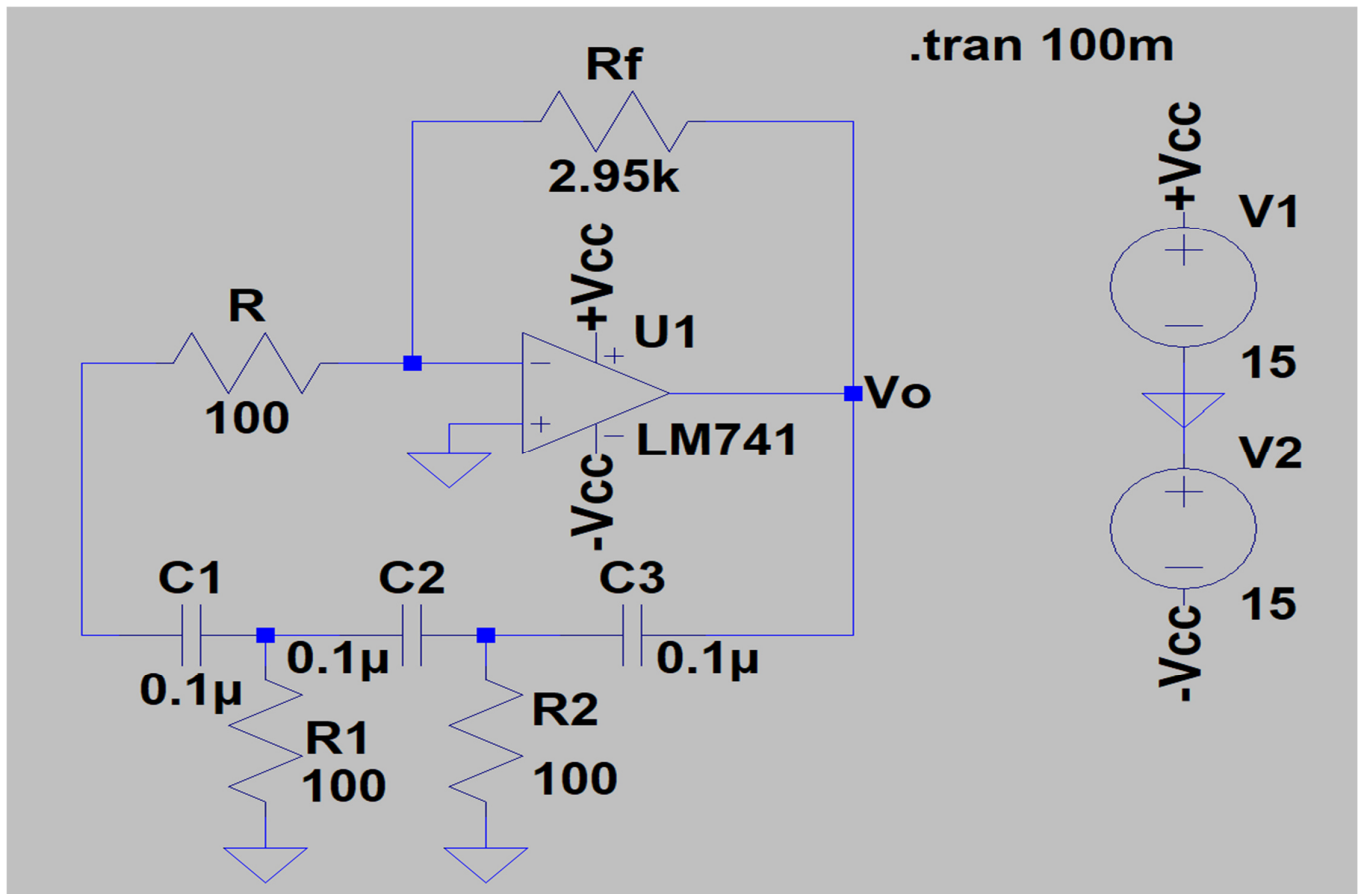 .tran 100m
Rf
2.95k
+Vcc
V1
15
R
100
+Vcc
U1
LM741
-Vcc
Vo
V2
15
-Vcc
C1
0.1µ
C2
0.1µ
C3
0.1µ
R1
100
R2
100